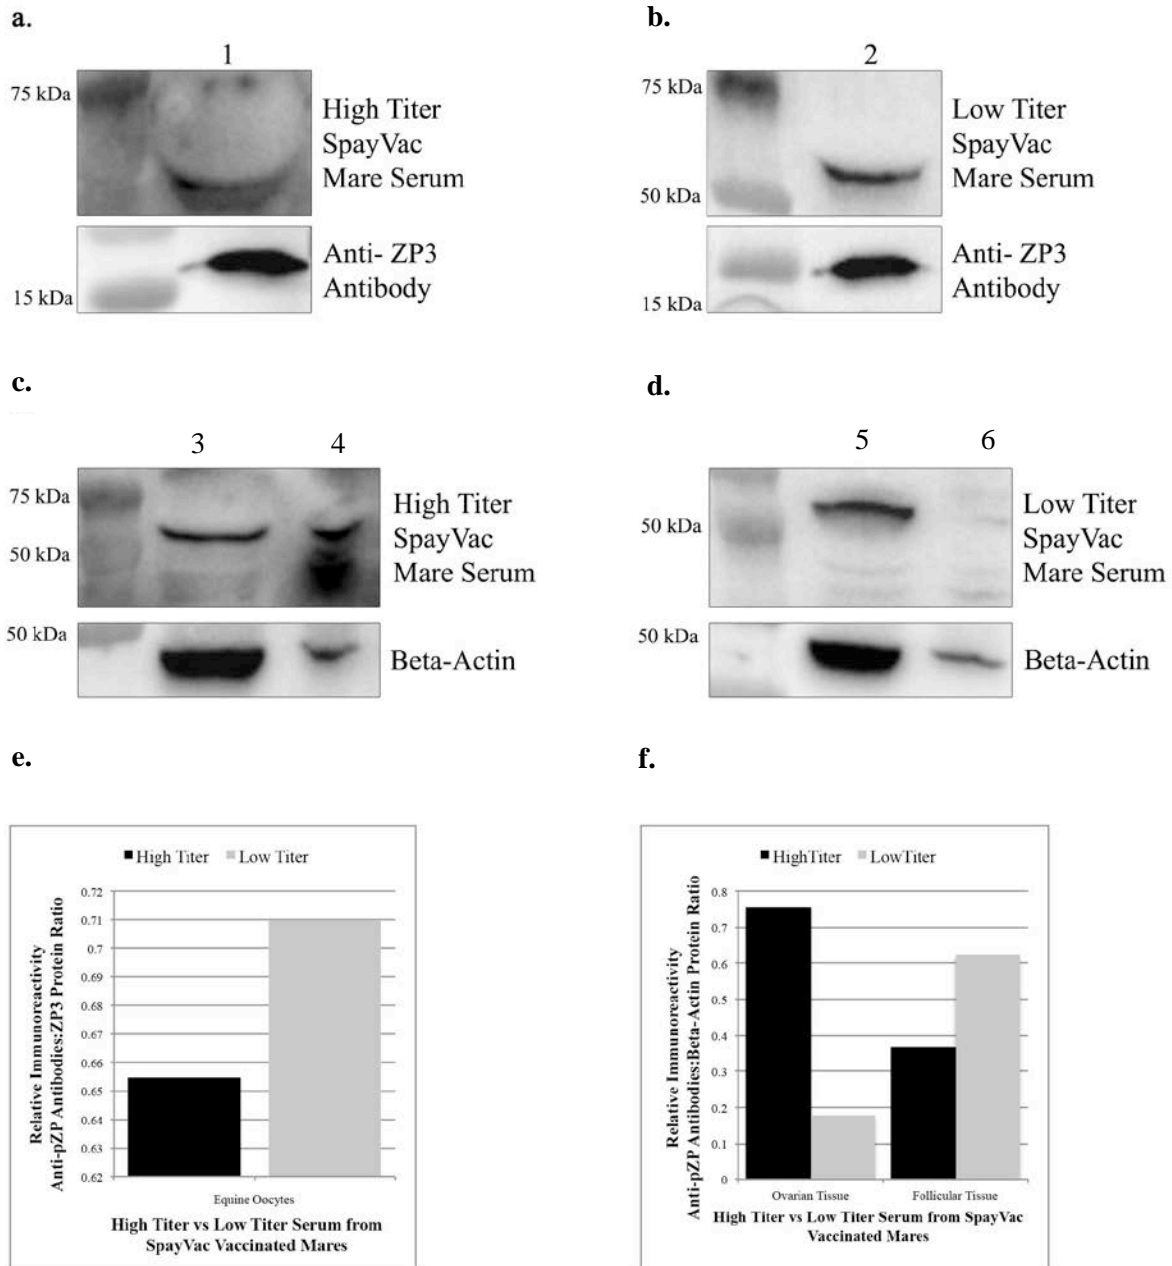 a.
1
75 kDa
High Titer
SpayVac
Mare Serum
15 kDa
Anti- ZP3
Antibody
b.
2
75 kDa
50 kDa
Low Titer
SpayVac
Mare Serum
15 kDa
Anti-ZP3
Antibody
c.
3 4
75 kDa
50 kDa
High Titer
SpayVac
Mare Serum
50 kDa
Beta-Actin
d.
5 6
50 kDa
Low Titer
SpayVac
Mare Serum
50 kDa
Beta-Actin
e.
High Titer Low Titer
Relative Immunoreactivity
Anti-pZP Antibodies:ZP3 Protein Ratio
0.72
0.71
0.7
0.69
0.68
0.67
0.66
0.65
0.64
0.63
0.62
Equine Oocytes
High Titer vs Low Titer Serum from
SpayVac Vaccinated Mares
f.
HighTiter LowTiter
Relative Immunoreactivity
Anti-pZP Antibodies:Beta-Actin Protein Ratio
0.8
0.7
0.6
0.5
0.4
0.3
0.2
0.1
0
Ovarian Tissue Follicular Tissue
High Titer vs Low Titer Serum from SpayVac
Vaccinated Mares